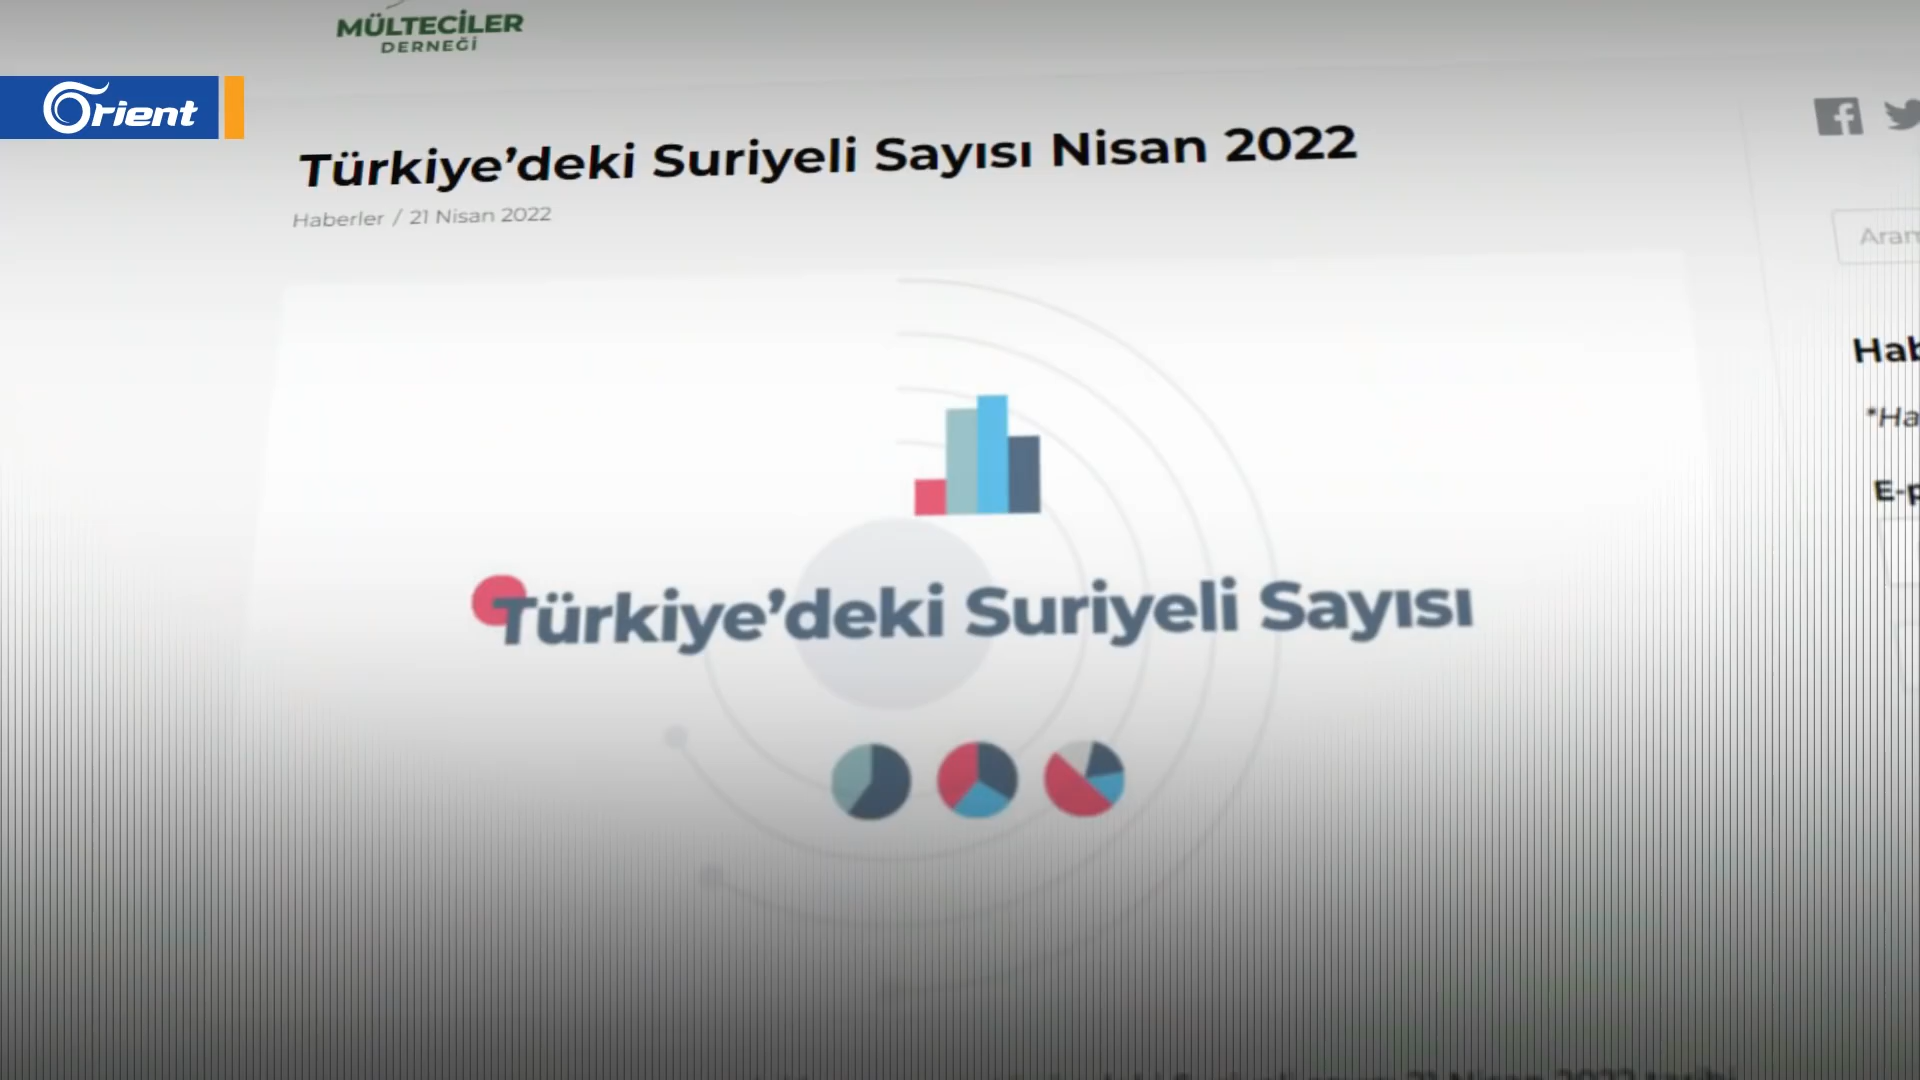 MÜLTECİLER
DERNEĞİ
Orient
Türkiye’deki Suriyeli Sayısı Nisan 2022
Haberler / 21 Nisan 2022
Türkiye’deki Suriyeli Sayısı